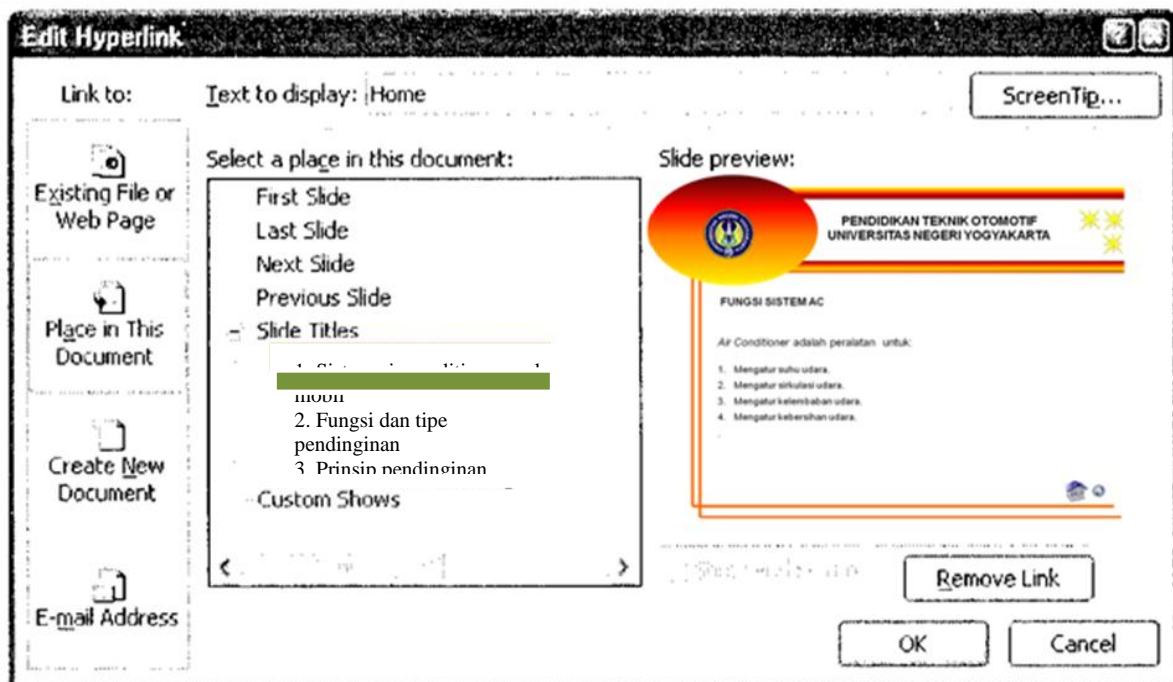 Edit Hyperlink
Link to:
Text to display: Home
ScreenTip...
Existing File or
Web Page
Place in This
Document
Create New
Document
E-mail Address
Select a place in this document:
First Slide
Last Slide
Next Slide
Previous Slide
Slide Titles
mobil
2. Fungsi dan tipe
pendinginan
3. Prinsip pendinginan
Custom Shows
Slide preview:
PENDIDIKAN TEKNIK OTOMOTIF
UNIVERSITAS NEGERI YOGYAKARTA
FUNGSI SISTEM AC
Air Conditioner adalah peralatan untuk:
1. Mengatur suhu udara.
2. Mengatur sirkulasi udara.
3. Mengatur kelembaban udara.
4. Mengatur kebersihan udara.
Remove Link
OK
Cancel